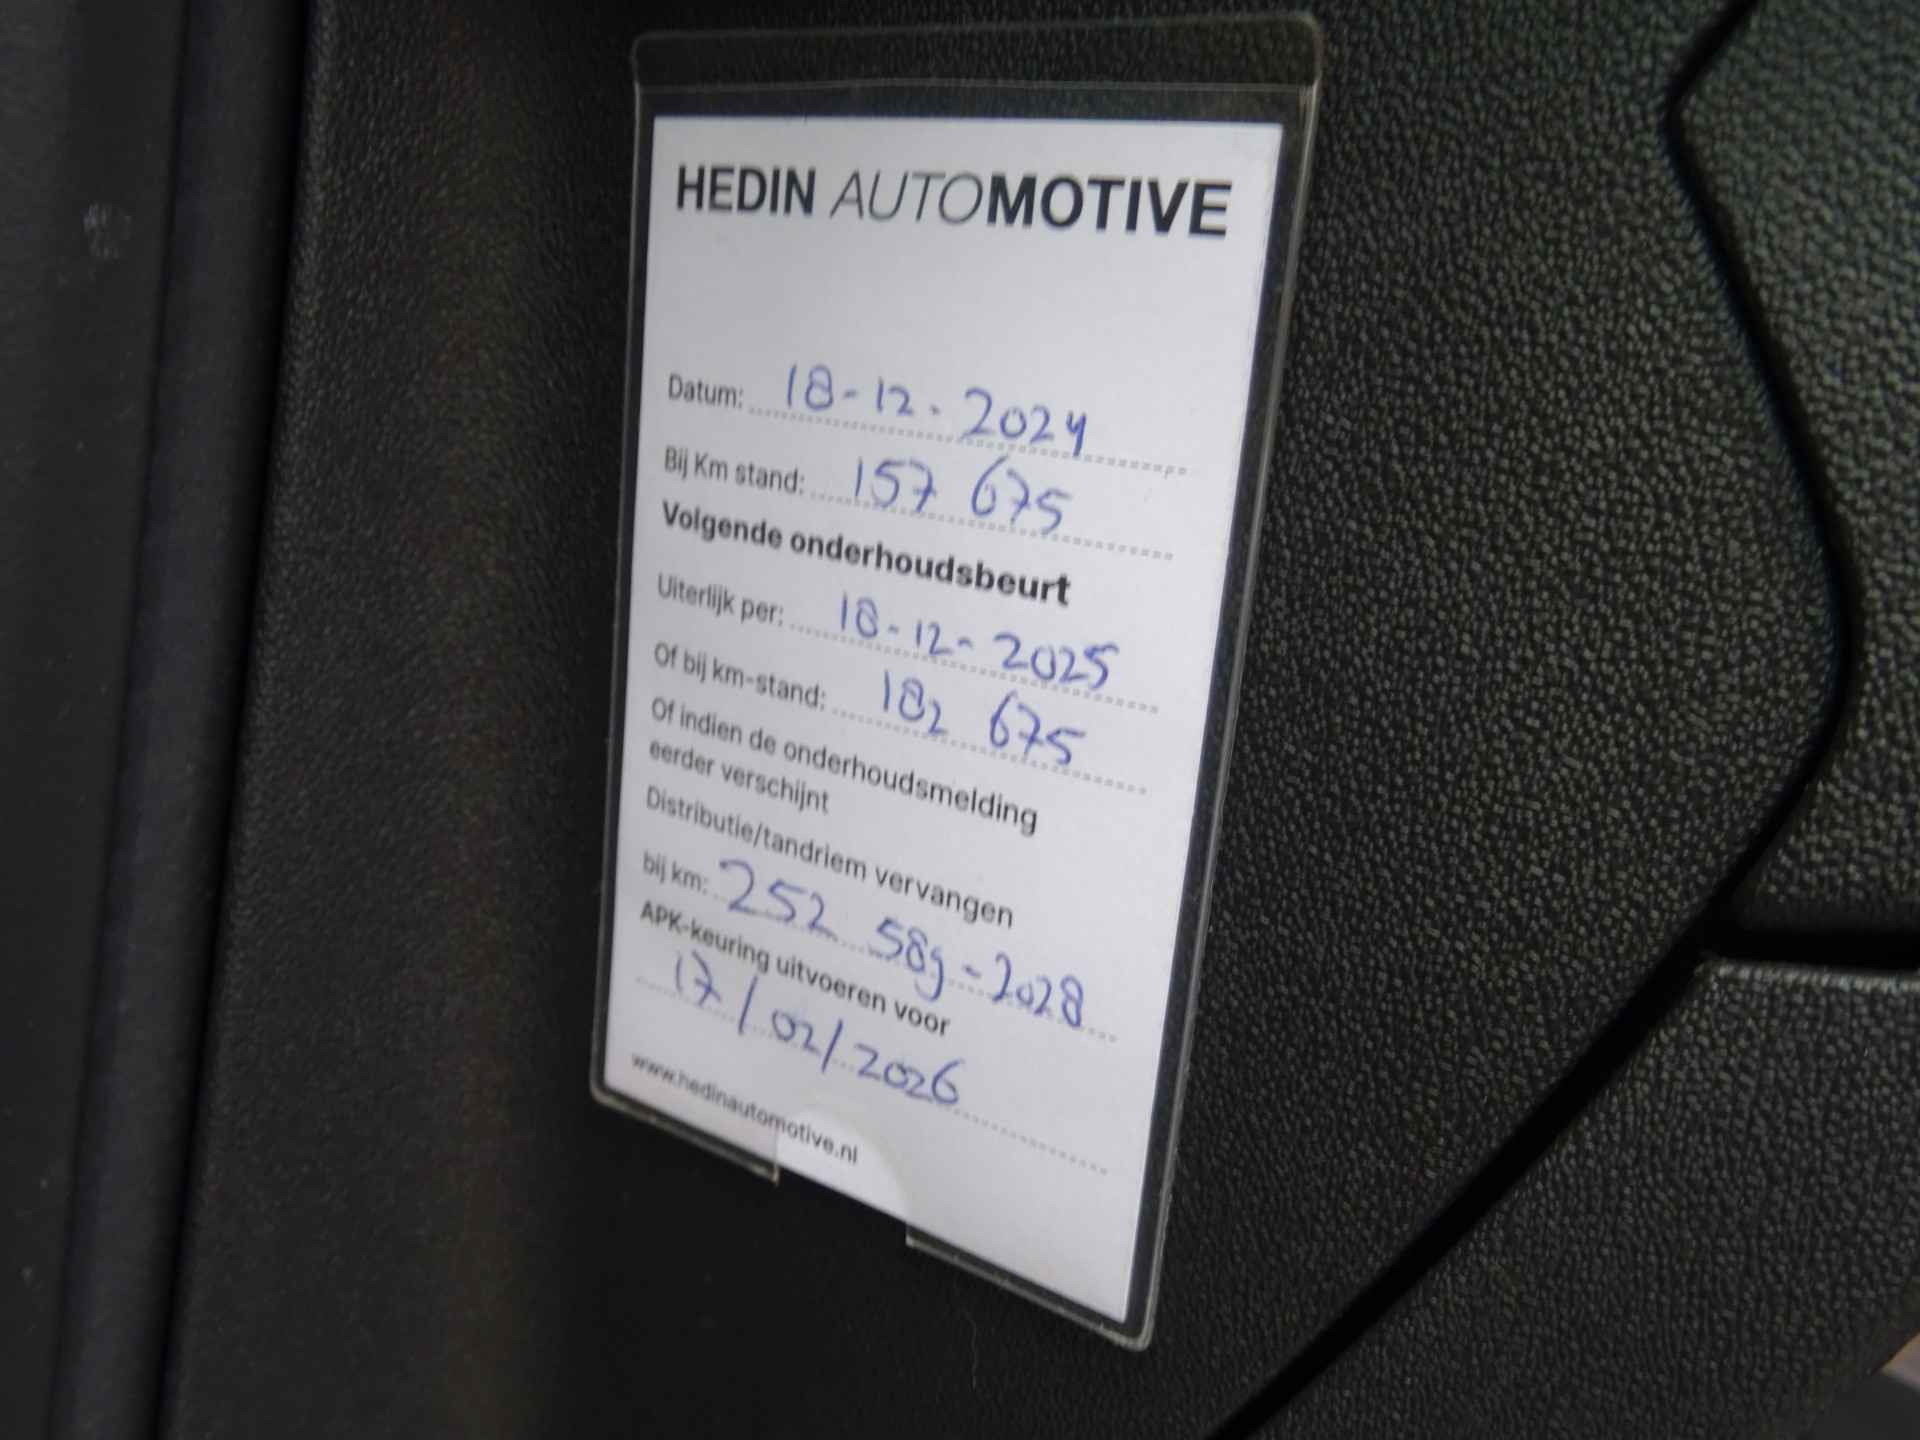 HEDIN AUTOMOTIVE
Datum: 18-12-2024
Bij Km stand: 157 675
Volgende onderhoudsbeurt
Uiterlijk per: 18-12-2025
Of bij km-stand: 182 675
Of indien de onderhoudsmelding
eerder verschijnt
Distributie/tandriem vervangen
bij km: 252 589-2028
APK-keuring uitvoeren voor
17/02/2026
www.hedinautomotive.nl